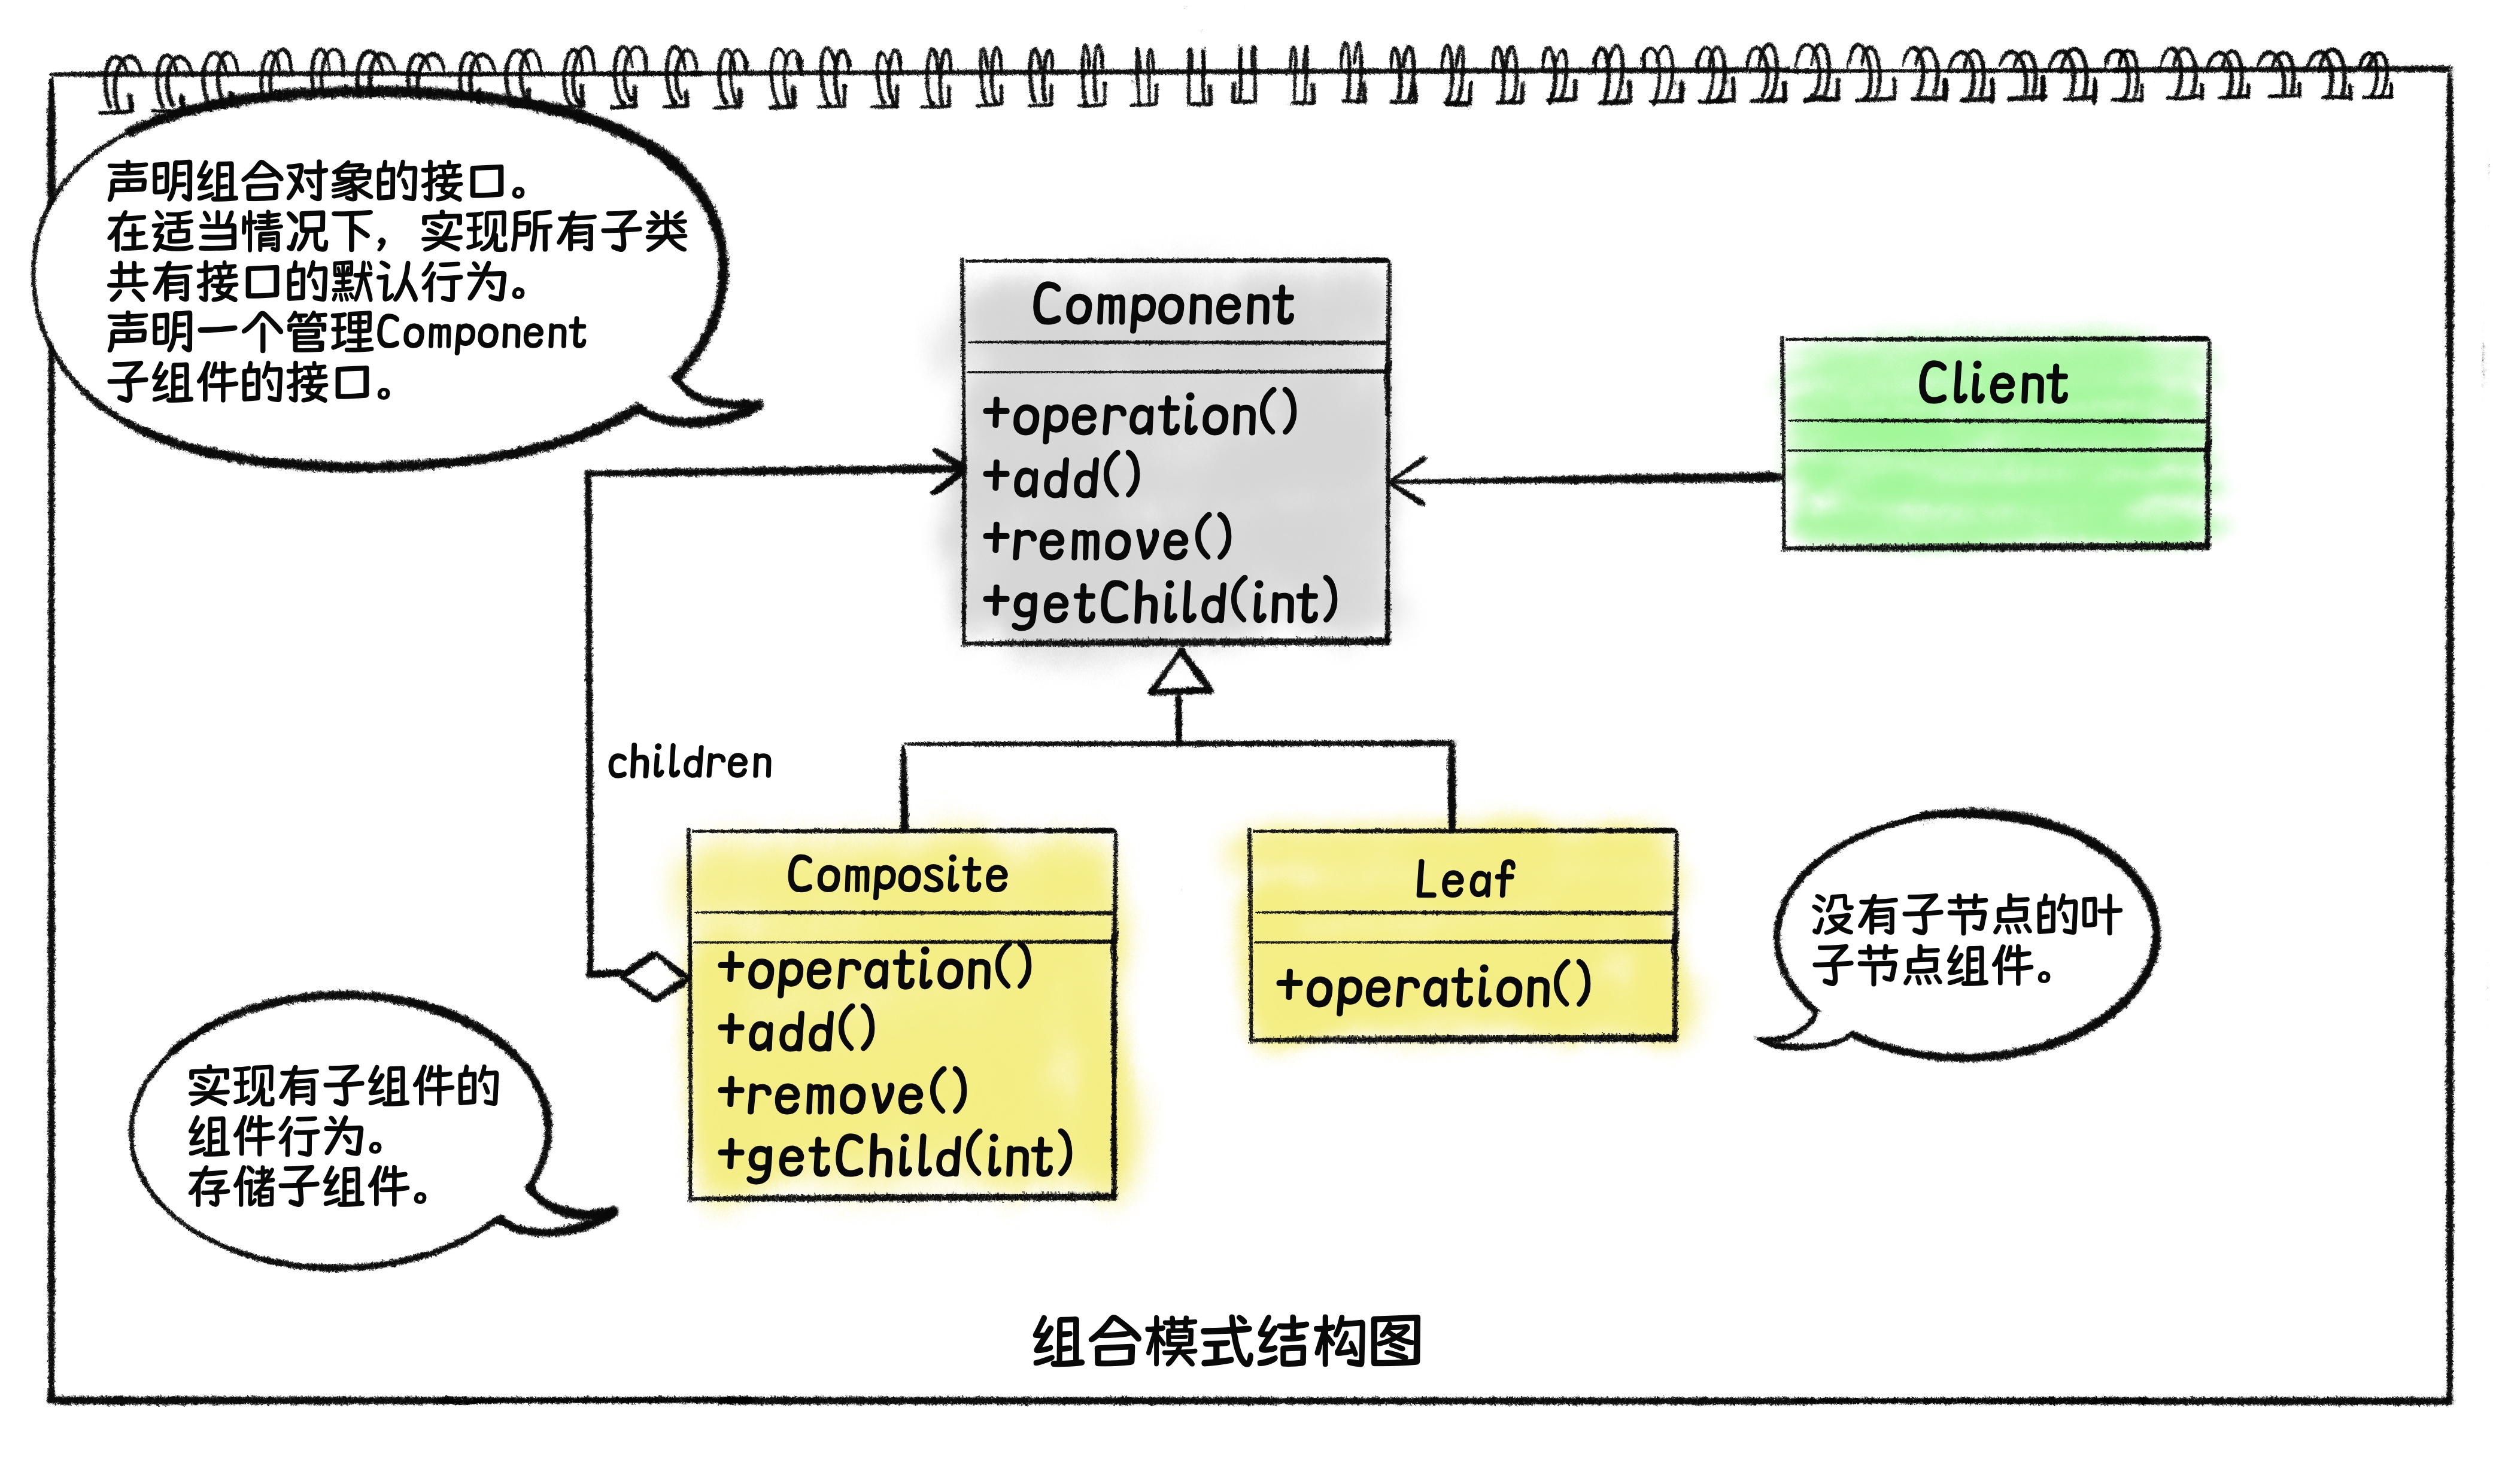 声明组合对象的接口。
在适当情况下，实现所有子类
共有接口的默认行为。
声明一个管理Component
子组件的接口。
Component
+operation()
+add()
+remove()
+getChild(int)
Client
children
Composite
+operation()
+add()
+remove()
+getChild(int)
Leaf
+operation()
没有子节点的叶
子节点组件。
实现有子组件的
组件行为。
存储子组件。
组合模式结构图